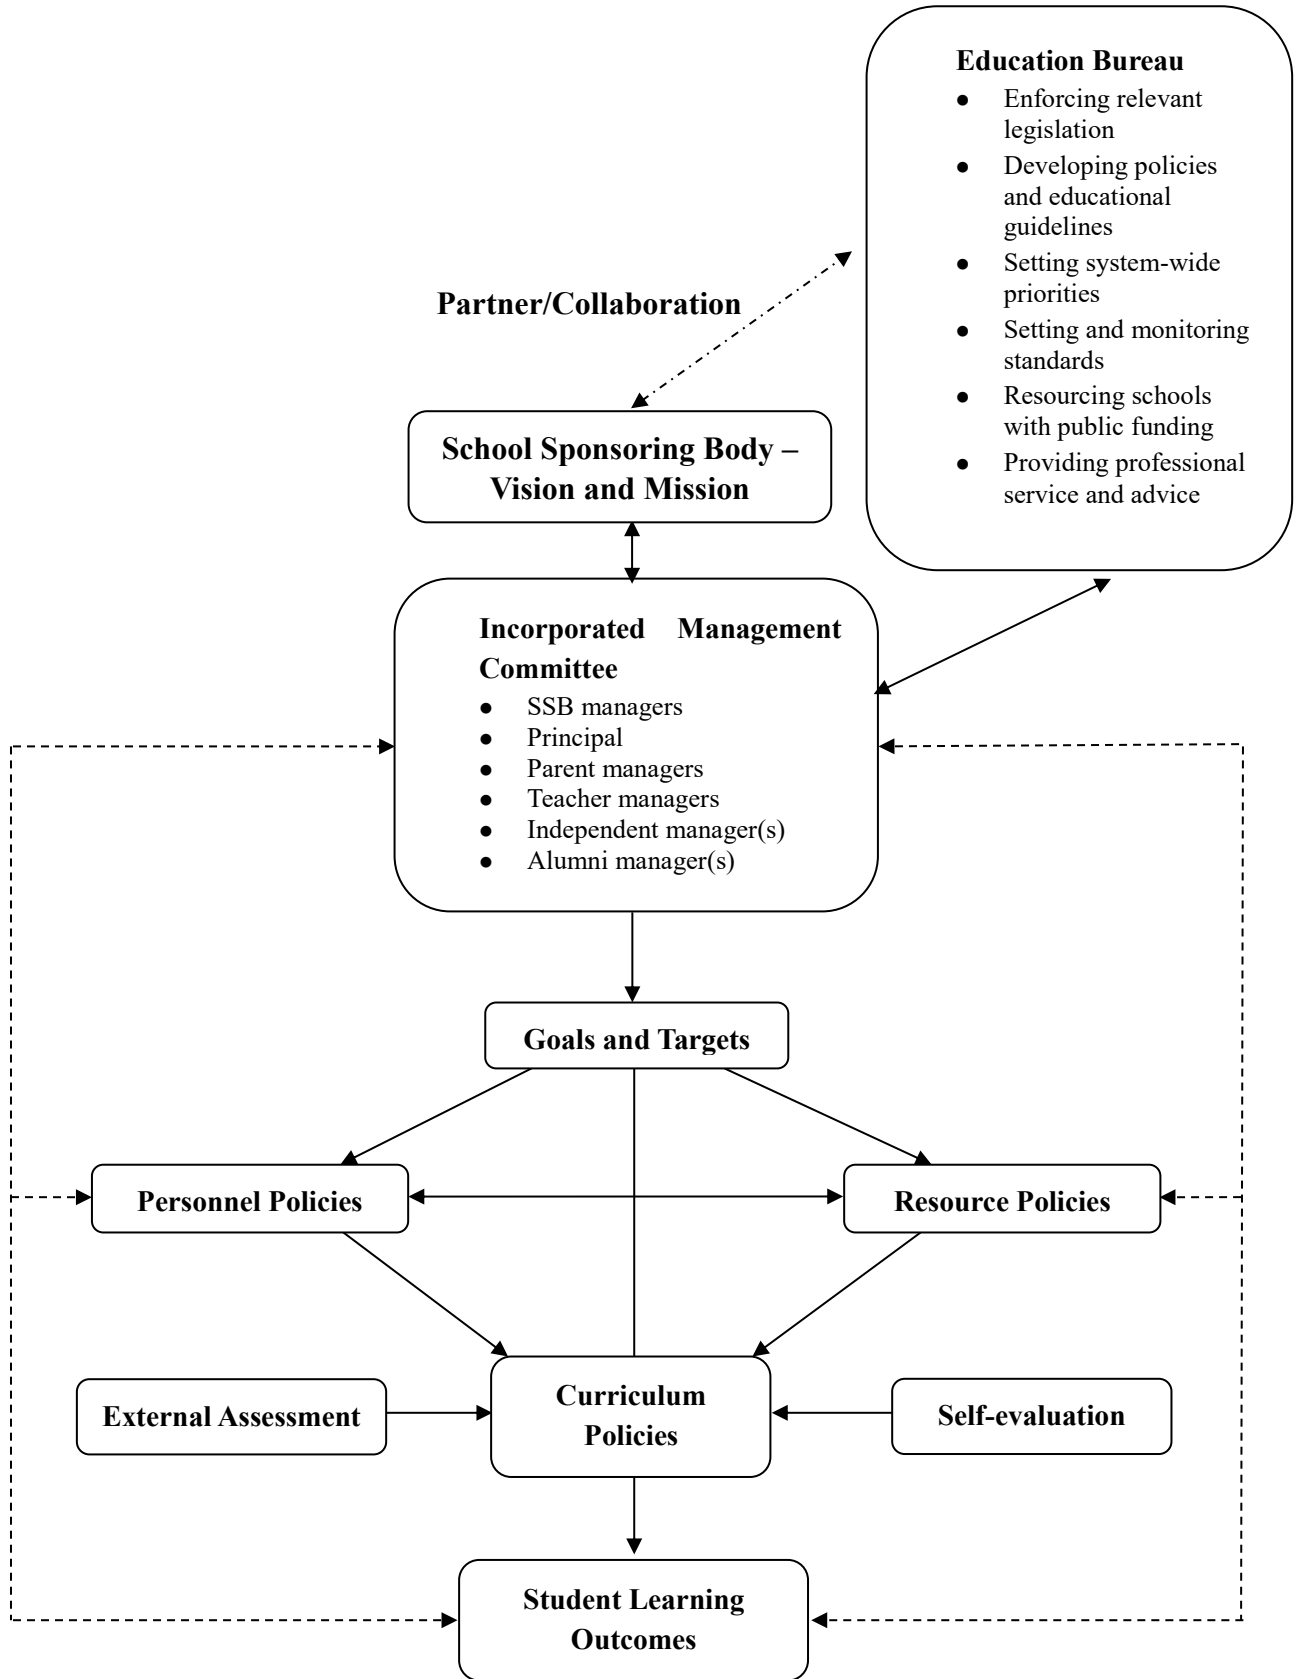 Education Bureau
● Enforcing relevant
legislation
● Developing policies
and educational
guidelines
● Setting system-wide
priorities
● Setting and monitoring
standards
● Resourcing schools
with public funding
● Providing professional
service and advice
Partner/Collaboration
School Sponsoring Body –
Vision and Mission
Incorporated Management
Committee
● SSB managers
● Principal
● Parent managers
● Teacher managers
● Independent manager(s)
● Alumni manager(s)
Goals and Targets
Personnel Policies
Resource Policies
External Assessment
Curriculum
Policies
Self-evaluation
Student Learning
Outcomes